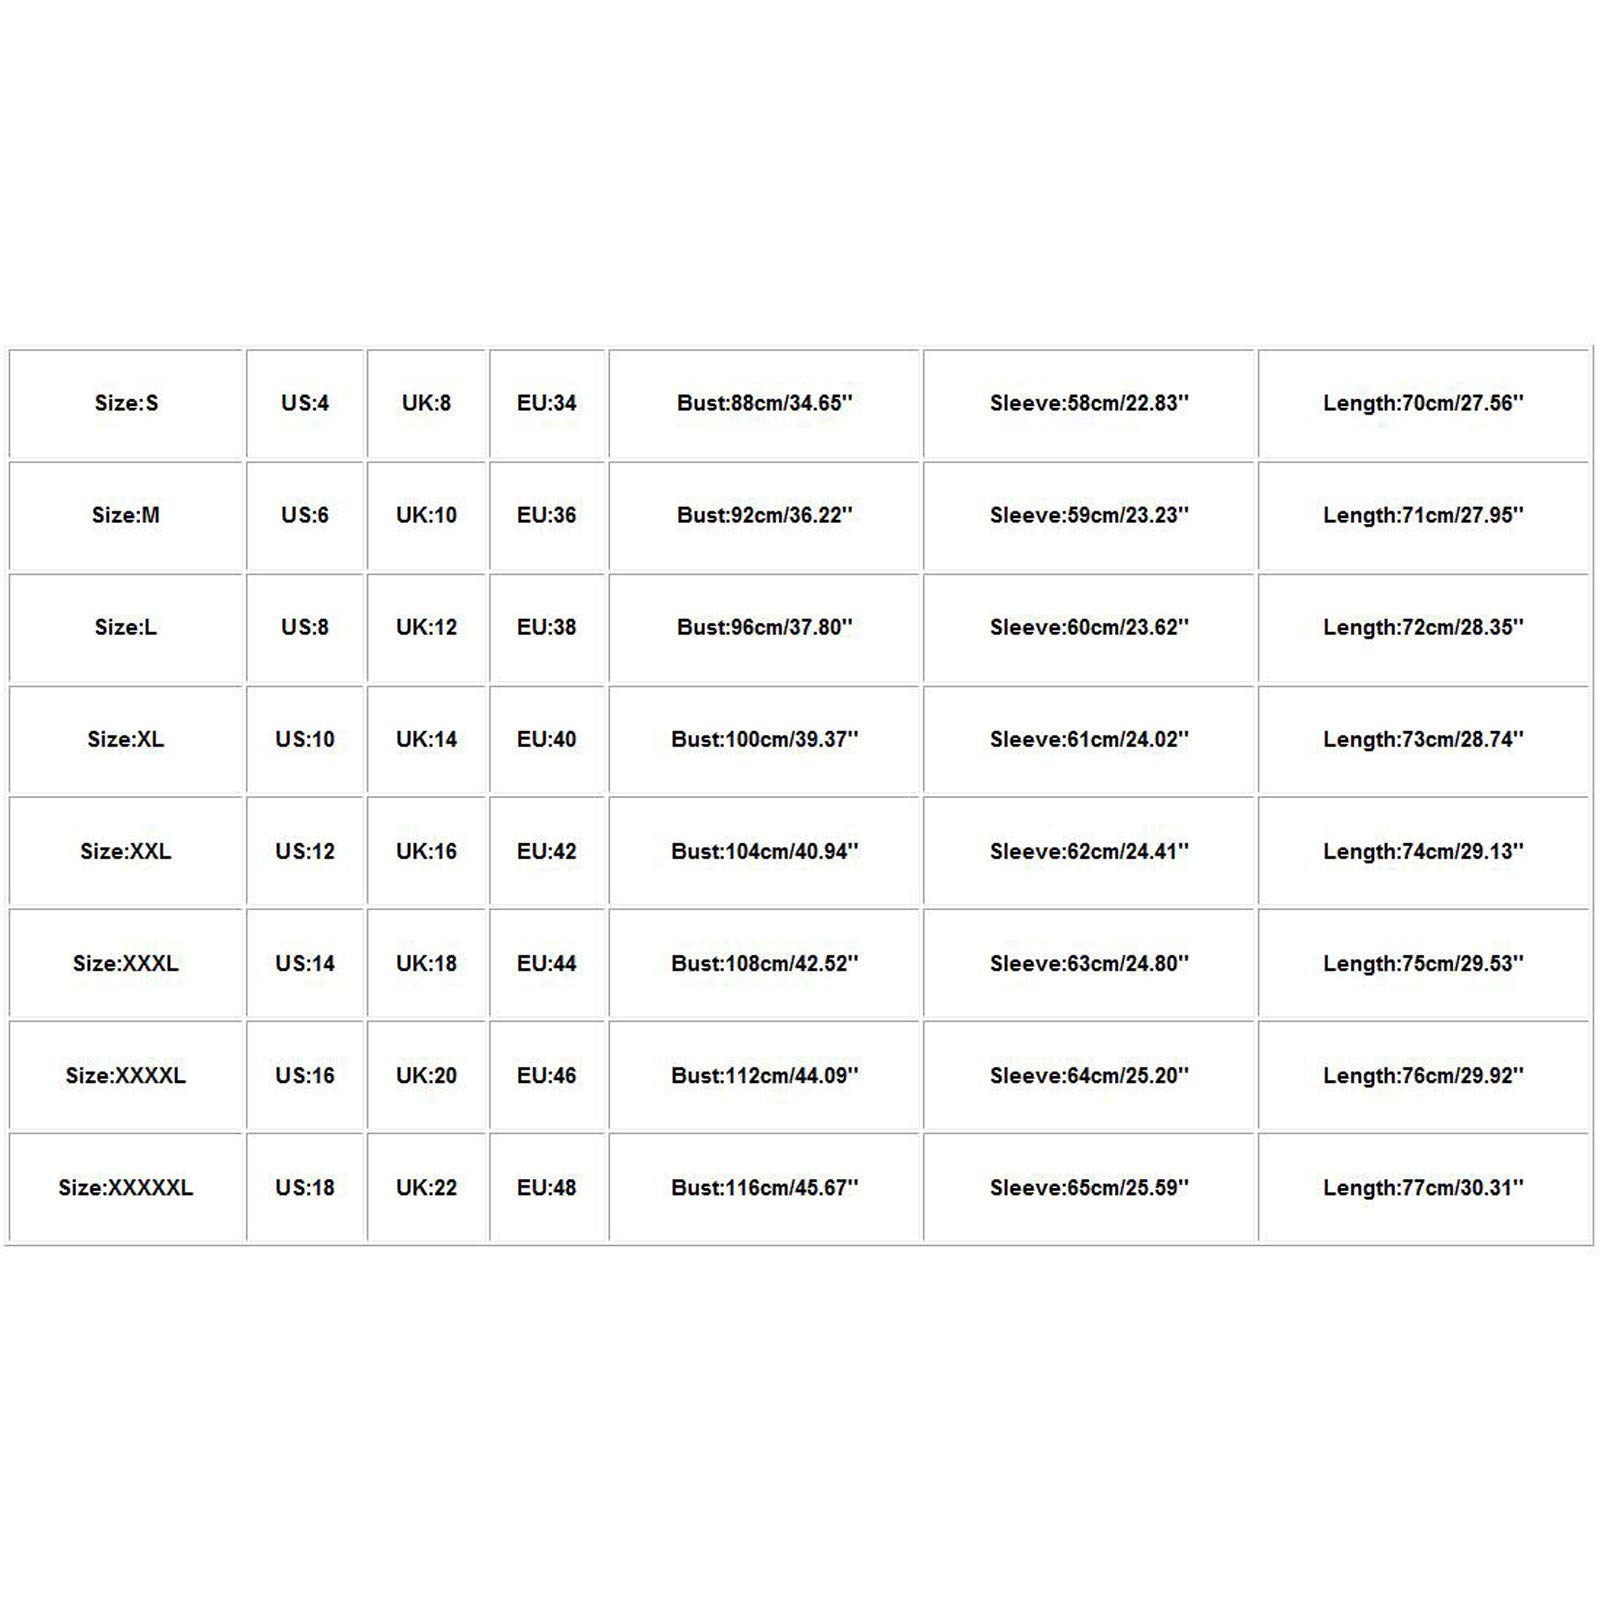 Size:S US:4 UK:8 EU:34 Bust:88cm/34.65'' Sleeve:58cm/22.83'' Length:70cm/27.56''
Size:M US:6 UK:10 EU:36 Bust:92cm/36.22'' Sleeve:59cm/23.23'' Length:71cm/27.95''
Size:L US:8 UK:12 EU:38 Bust:96cm/37.80'' Sleeve:60cm/23.62'' Length:72cm/28.35''
Size:XL US:10 UK:14 EU:40 Bust:100cm/39.37'' Sleeve:61cm/24.02'' Length:73cm/28.74''
Size:XXL US:12 UK:16 EU:42 Bust:104cm/40.94'' Sleeve:62cm/24.41'' Length:74cm/29.13''
Size:XXXL US:14 UK:18 EU:44 Bust:108cm/42.52'' Sleeve:63cm/24.80'' Length:75cm/29.53''
Size:XXXXL US:16 UK:20 EU:46 Bust:112cm/44.09'' Sleeve:64cm/25.20'' Length:76cm/29.92''
Size:XXXXXL US:18 UK:22 EU:48 Bust:116cm/45.67'' Sleeve:65cm/25.59'' Length:77cm/30.31''